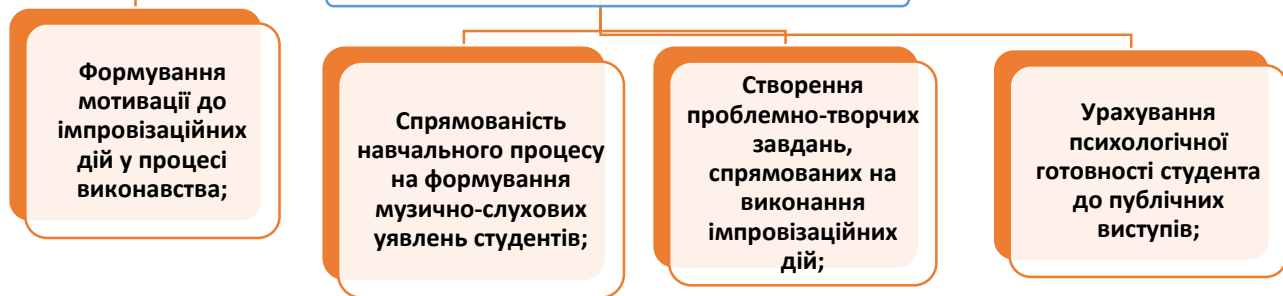 Формування
мотивації до
імпровізаційних
дій у процесі
виконавства;
Спрямованість
навчального процесу
на формування
музично-слухових
уявлень студентів;
Створення
проблемно-творчих
завдань,
спрямованих на
виконання
імпровізаційних
дій;
Урахування
психологічної
готовності студента
до публічних
виступів;